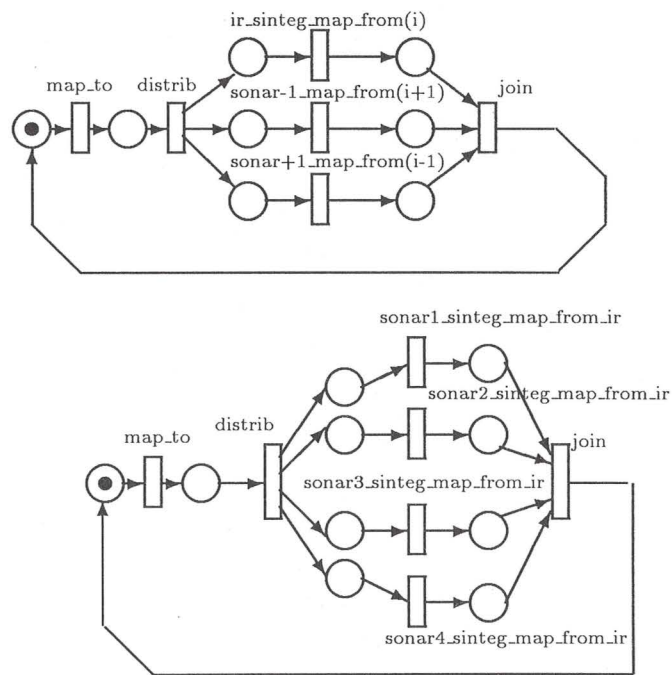 ir_sinteg_map_from(i)
map_to
distrib
sonar-1_map_from(i+1)
join
sonar+1_map_from(i-1)
sonar1_sinteg_map_from_ir
sonar2_sinteg_map_from_ir
distrib
map_to
join
sonar3_sinteg_map_from_ir
sonar4_sinteg_map_from_ir